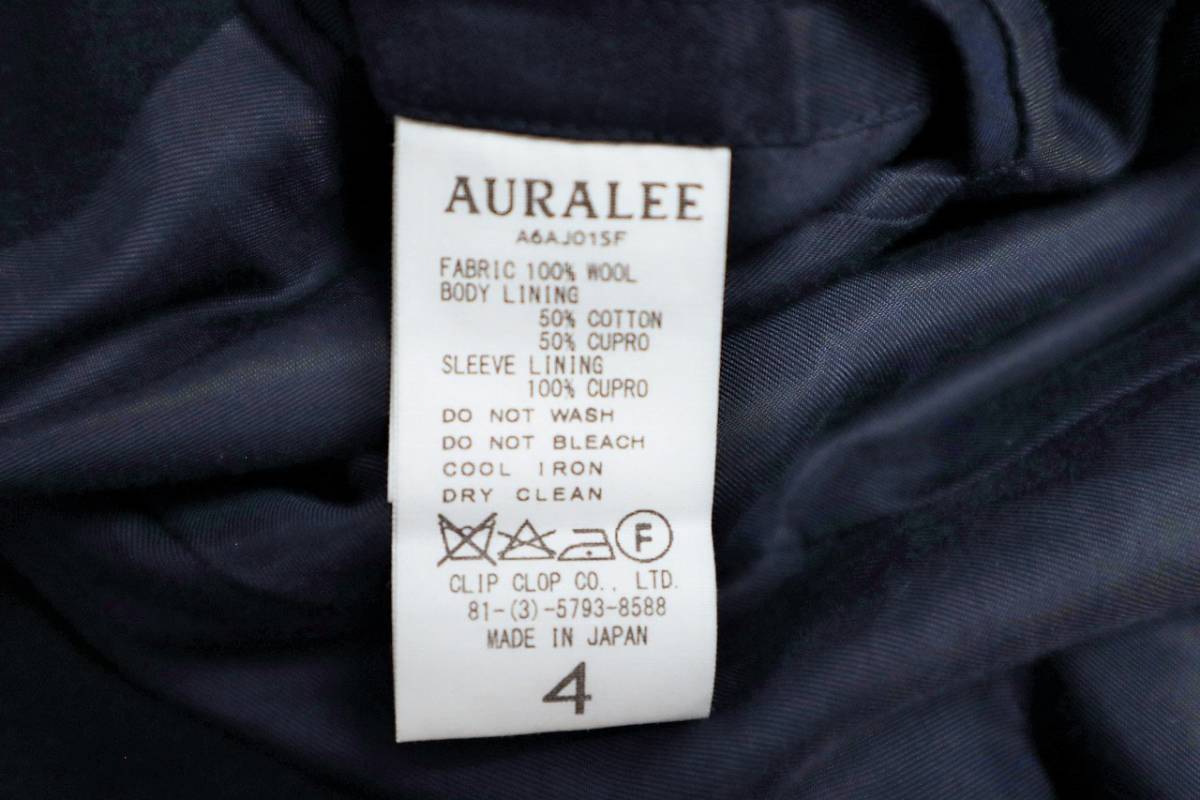 AURALEE
A6AJ01SF
FABRIC 100% WOOL
BODY LINING
50% COTTON
50% CUPRO
SLEEVE LINING
100% CUPRO
DO NOT WASH
DO NOT BLEACH
COOL IRON
DRY CLEAN
F
CLIP CLOP CO., LTD.
81-(3)-5793-8588
MADE IN JAPAN
4